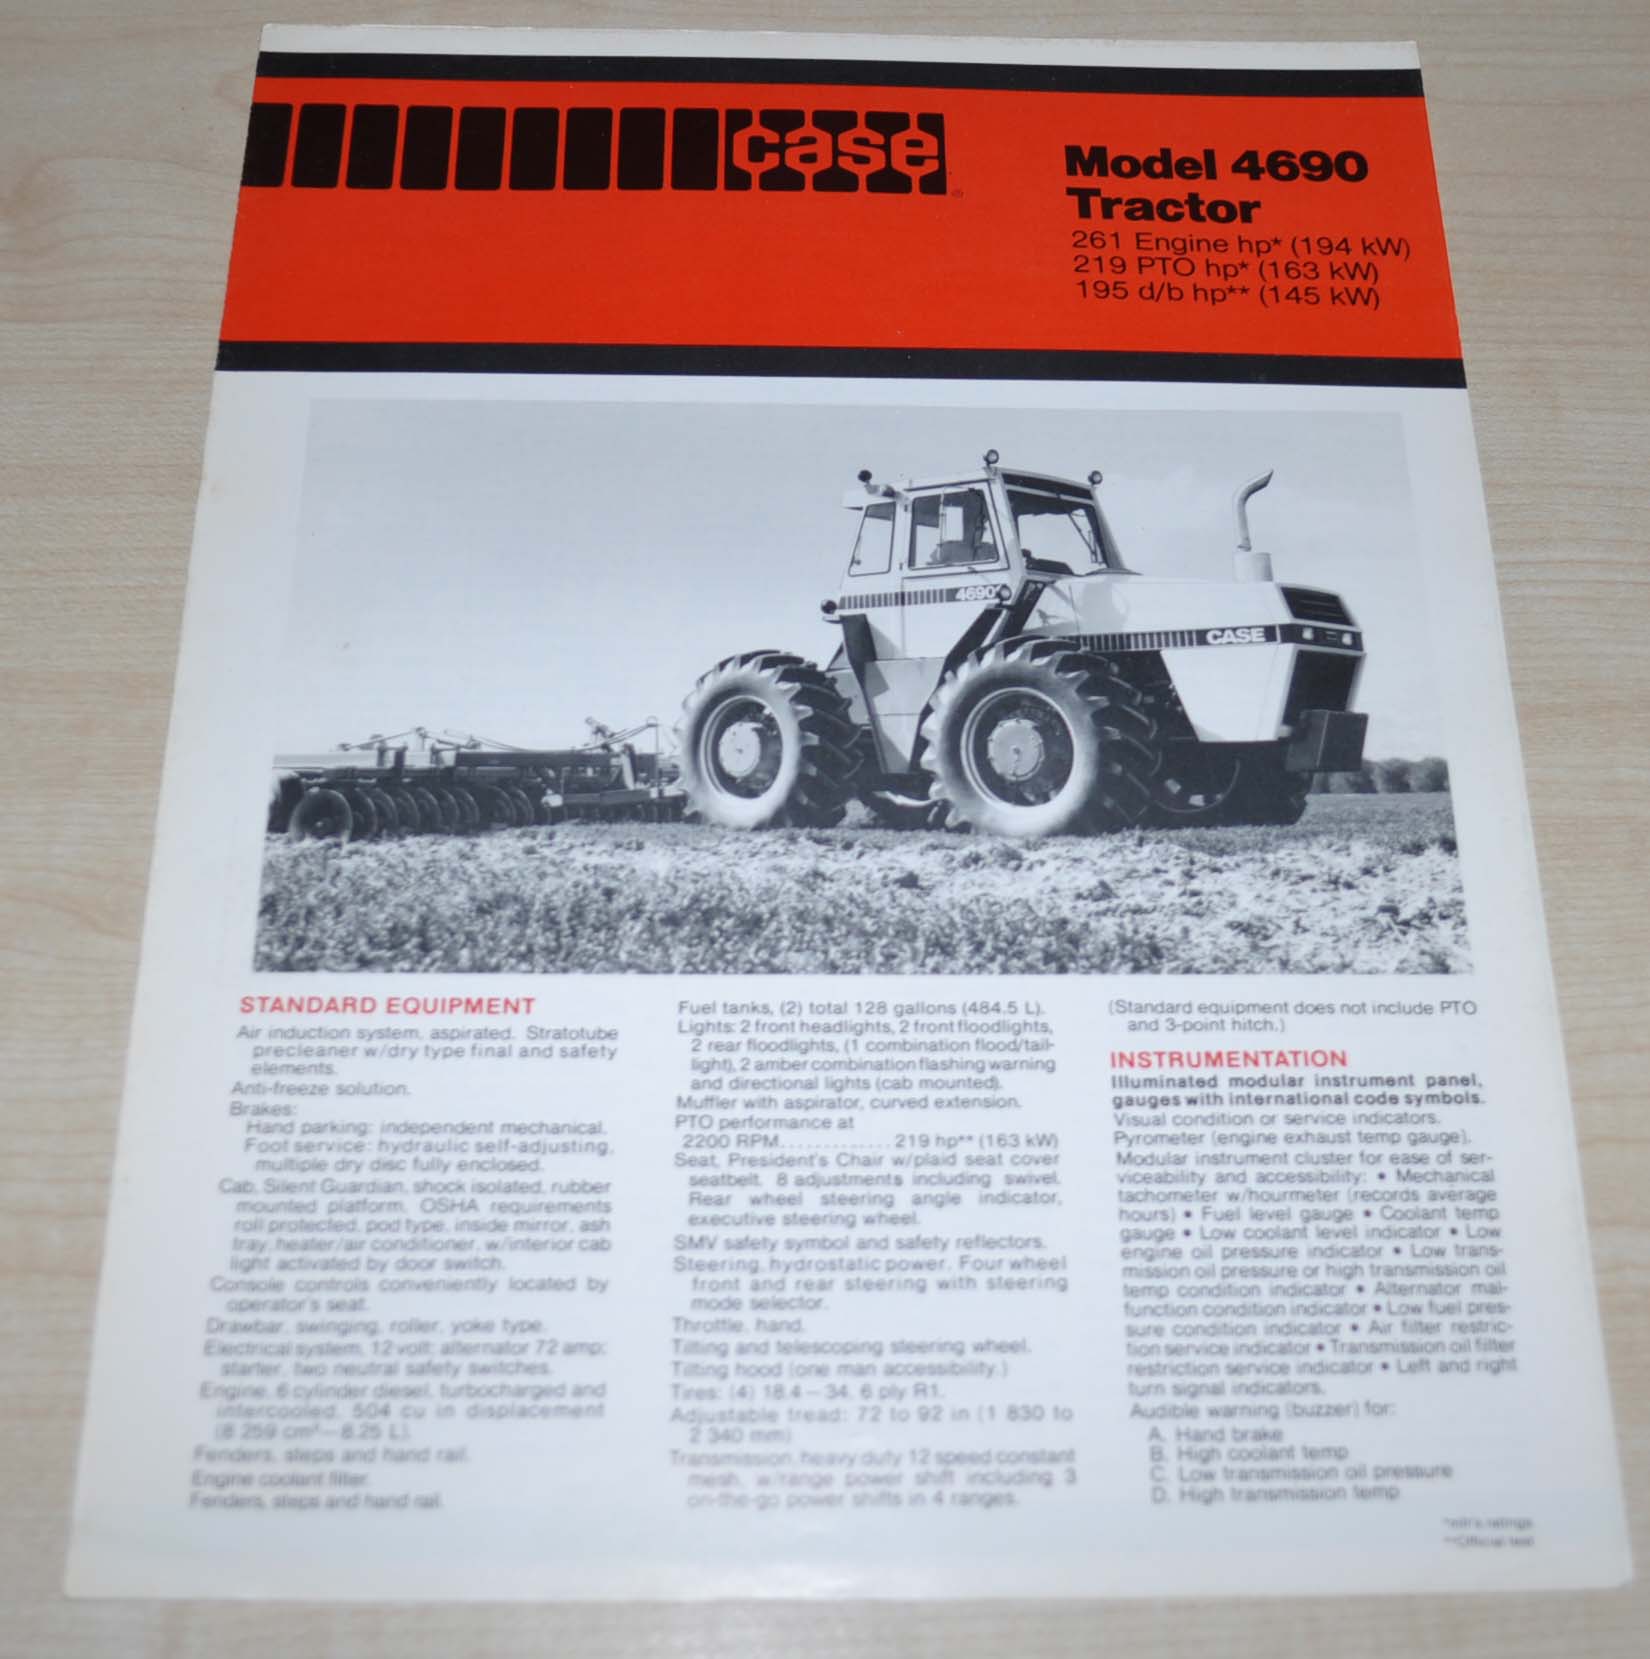 case
®
Model 4690
Tractor
261 Engine hp* (194 kW)
219 PTO hp* (163 kW)
195 d/b hp** (145 kW)
4690
CASE
STANDARD EQUIPMENT
Air induction system, aspirated. Stratotube
precleaner w/dry type final and safety
elements.
Anti-freeze solution.
Brakes:
Hand parking: independent mechanical.
Foot service: hydraulic self-adjusting,
multiple dry disc fully enclosed.
Cab, Silent Guardian, shock isolated, rubber
mounted platform, OSHA requirements
roll protected, pod type, inside mirror, ash
tray, heater/air conditioner, w/interior cab
light activated by door switch.
Console controls conveniently located by
operator's seat.
Drawbar, swinging, roller, yoke type.
Electrical system, 12 volt: alternator 72 amp;
starter, two neutral safety switches.
Engine, 6 cylinder diesel, turbocharged and
intercooled, 504 cu in displacement
(8 259 cm³—8.25 L).
Fenders, steps and hand rail.
Engine coolant filter.
Fenders, steps and hand rail.
Fuel tanks, (2) total 128 gallons (484.5 L).
Lights: 2 front headlights, 2 front floodlights,
2 rear floodlights, (1 combination flood/tail-
light), 2 amber combination flashing warning
and directional lights (cab mounted).
Muffler with aspirator, curved extension.
PTO performance at
2200 RPM............. 219 hp** (163 kW)
Seat, President's Chair w/plaid seat cover
seatbelt, 8 adjustments including swivel.
Rear wheel steering angle indicator,
executive steering wheel.
SMV safety symbol and safety reflectors.
Steering, hydrostatic power. Four wheel
front and rear steering with steering
mode selector.
Throttle, hand.
Tilting and telescoping steering wheel.
Tilting hood (one man accessibility.)
Tires: (4) 18.4 — 34, 6 ply R1.
Adjustable tread: 72 to 92 in (1 830 to
2 340 mm)
Transmission, heavy duty 12 speed constant
mesh, w/range power shift including 3
on-the-go power shifts in 4 ranges.
(Standard equipment does not include PTO
and 3-point hitch.)
INSTRUMENTATION
Illuminated modular instrument panel,
gauges with international code symbols.
Visual condition or service indicators.
Pyrometer (engine exhaust temp gauge).
Modular instrument cluster for ease of ser-
viceability and accessibility: • Mechanical
tachometer w/hourmeter (records average
hours) • Fuel level gauge • Coolant temp
gauge • Low coolant level indicator • Low
engine oil pressure indicator • Low trans-
mission oil pressure or high transmission oil
temp condition indicator • Alternator mal-
function condition indicator • Low fuel pres-
sure condition indicator • Air filter restric-
tion service indicator • Transmission oil filter
restriction service indicator • Left and right
turn signal indicators.
Audible warning (buzzer) for:
A. Hand brake
B. High coolant temp
C. Low transmission oil pressure
D. High transmission temp
ratings
**Official test